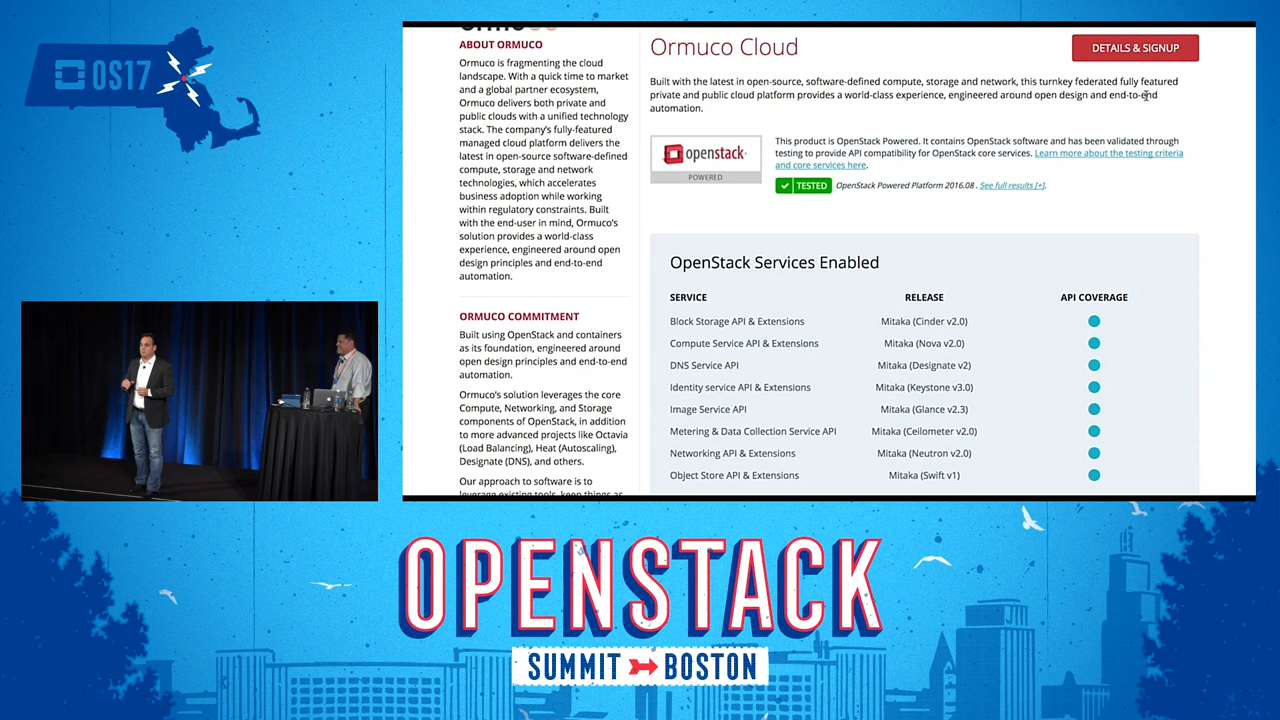 OS17
ABOUT ORMUCO
Ormuco is fragmenting the cloud
landscape. With a quick time to market
and a global partner ecosystem,
Ormuco delivers both private and
public clouds with a unified technology
stack. The company's fully-featured
managed cloud platform delivers the
latest in open-source software-defined
compute, storage and network
technologies, which accelerates
business adoption while working
within regulatory constraints. Built
with the end-user in mind, Ormuco's
solution provides a world-class
experience, engineered around open
design principles and end-to-end
automation.
ORMUCO COMMITMENT
Built using OpenStack and containers
as its foundation, engineered around
open design principles and end-to-end
automation.
Ormuco's solution leverages the core
Compute, Networking, and Storage
components of OpenStack, in addition
to more advanced projects like Octavia
(Load Balancing), Heat (Autoscaling),
Designate (DNS), and others.
Our approach to software is to
leverage existing tools, keep things as
Ormuco Cloud
DETAILS & SIGNUP
Built with the latest in open-source, software-defined compute, storage and network, this turnkey federated fully featured
private and public cloud platform provides a world-class experience, engineered around open design and end-to-end
automation.
openstack
POWERED
This product is OpenStack Powered. It contains OpenStack software and has been validated through
testing to provide API compatibility for OpenStack core services. Learn more about the testing criteria
and core services here.
TESTED OpenStack Powered Platform 2016.08 . See full results [+].
OpenStack Services Enabled
SERVICE RELEASE API COVERAGE
Block Storage API & Extensions Mitaka (Cinder v2.0)
Compute Service API & Extensions Mitaka (Nova v2.0)
DNS Service API Mitaka (Designate v2)
Identity service API & Extensions Mitaka (Keystone v3.0)
Image Service API Mitaka (Glance v2.3)
Metering & Data Collection Service API Mitaka (Ceilometer v2.0)
Networking API & Extensions Mitaka (Neutron v2.0)
Object Store API & Extensions Mitaka (Swift v1)
OPENSTACK
SUMMIT BOSTON